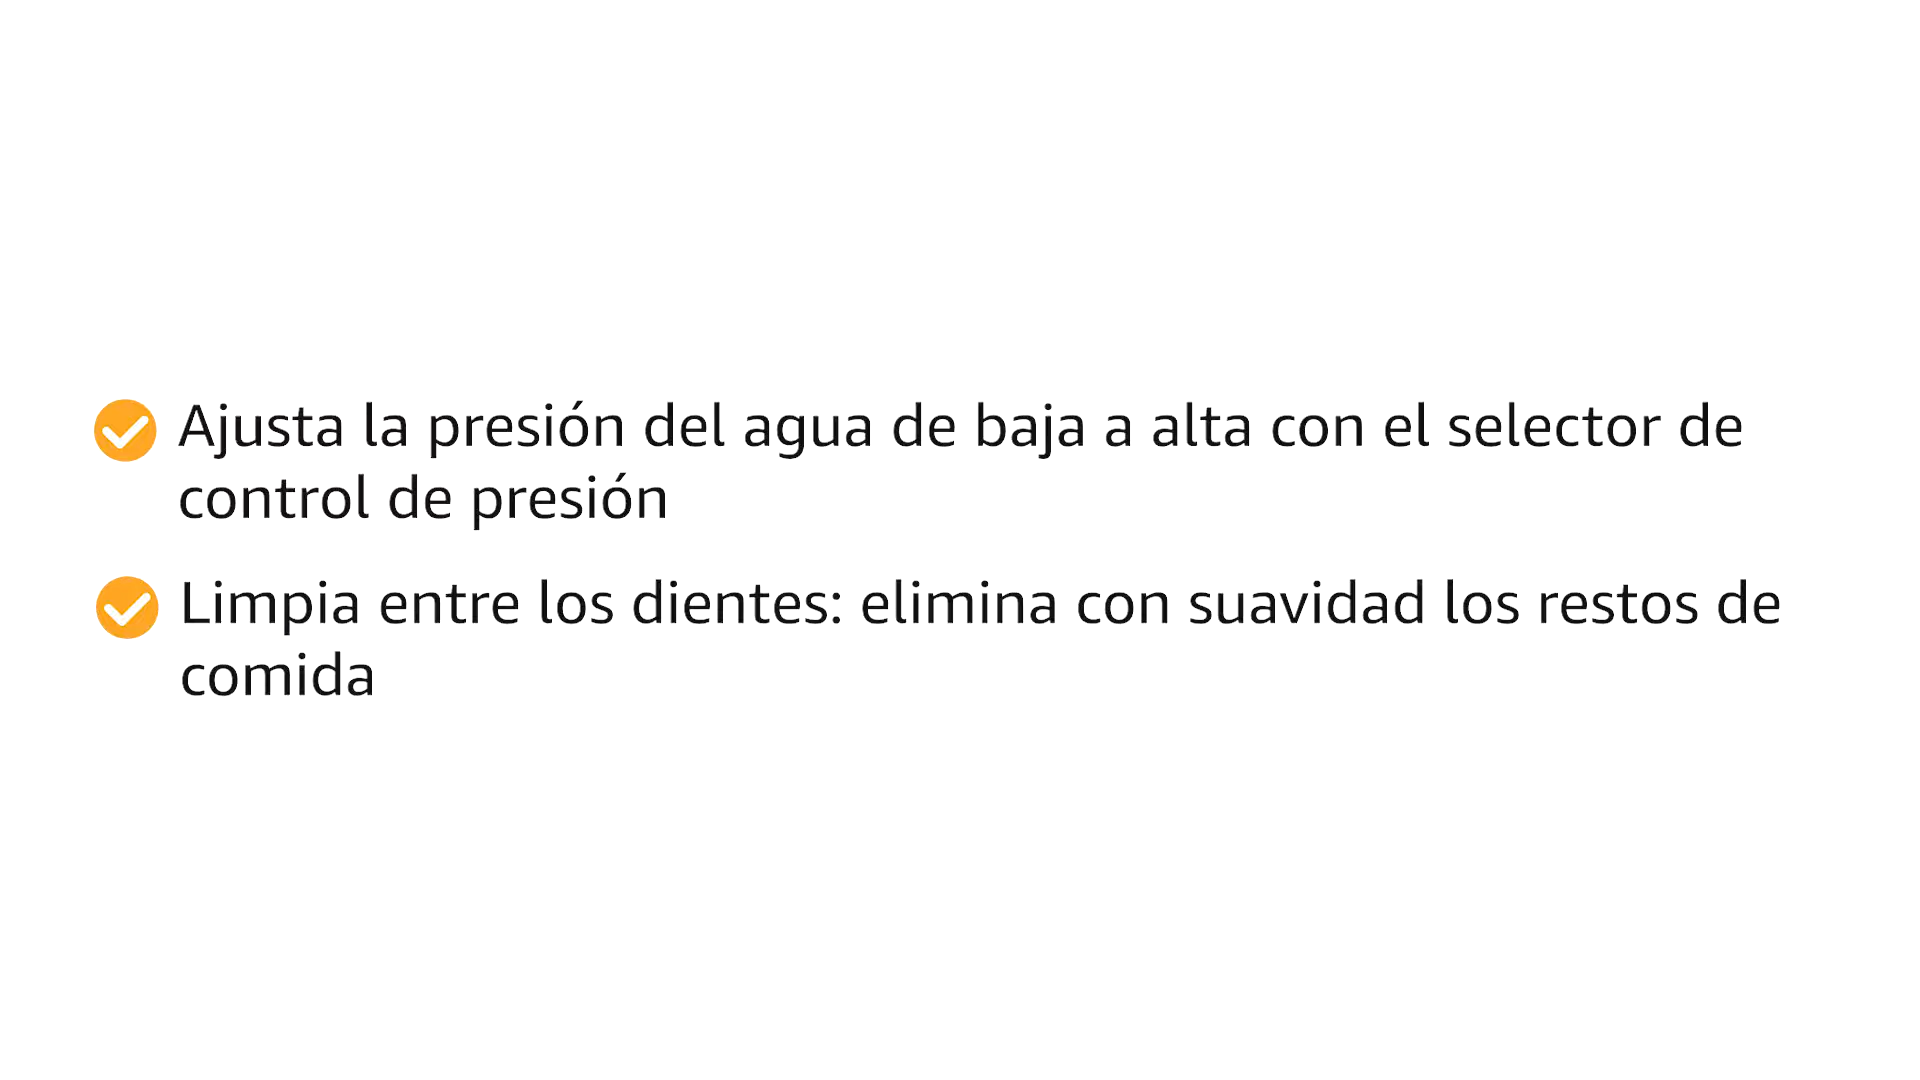 Ajusta la presión del agua de baja a alta con el selector de
control de presión
Limpia entre los dientes: elimina con suavidad los restos de
comida